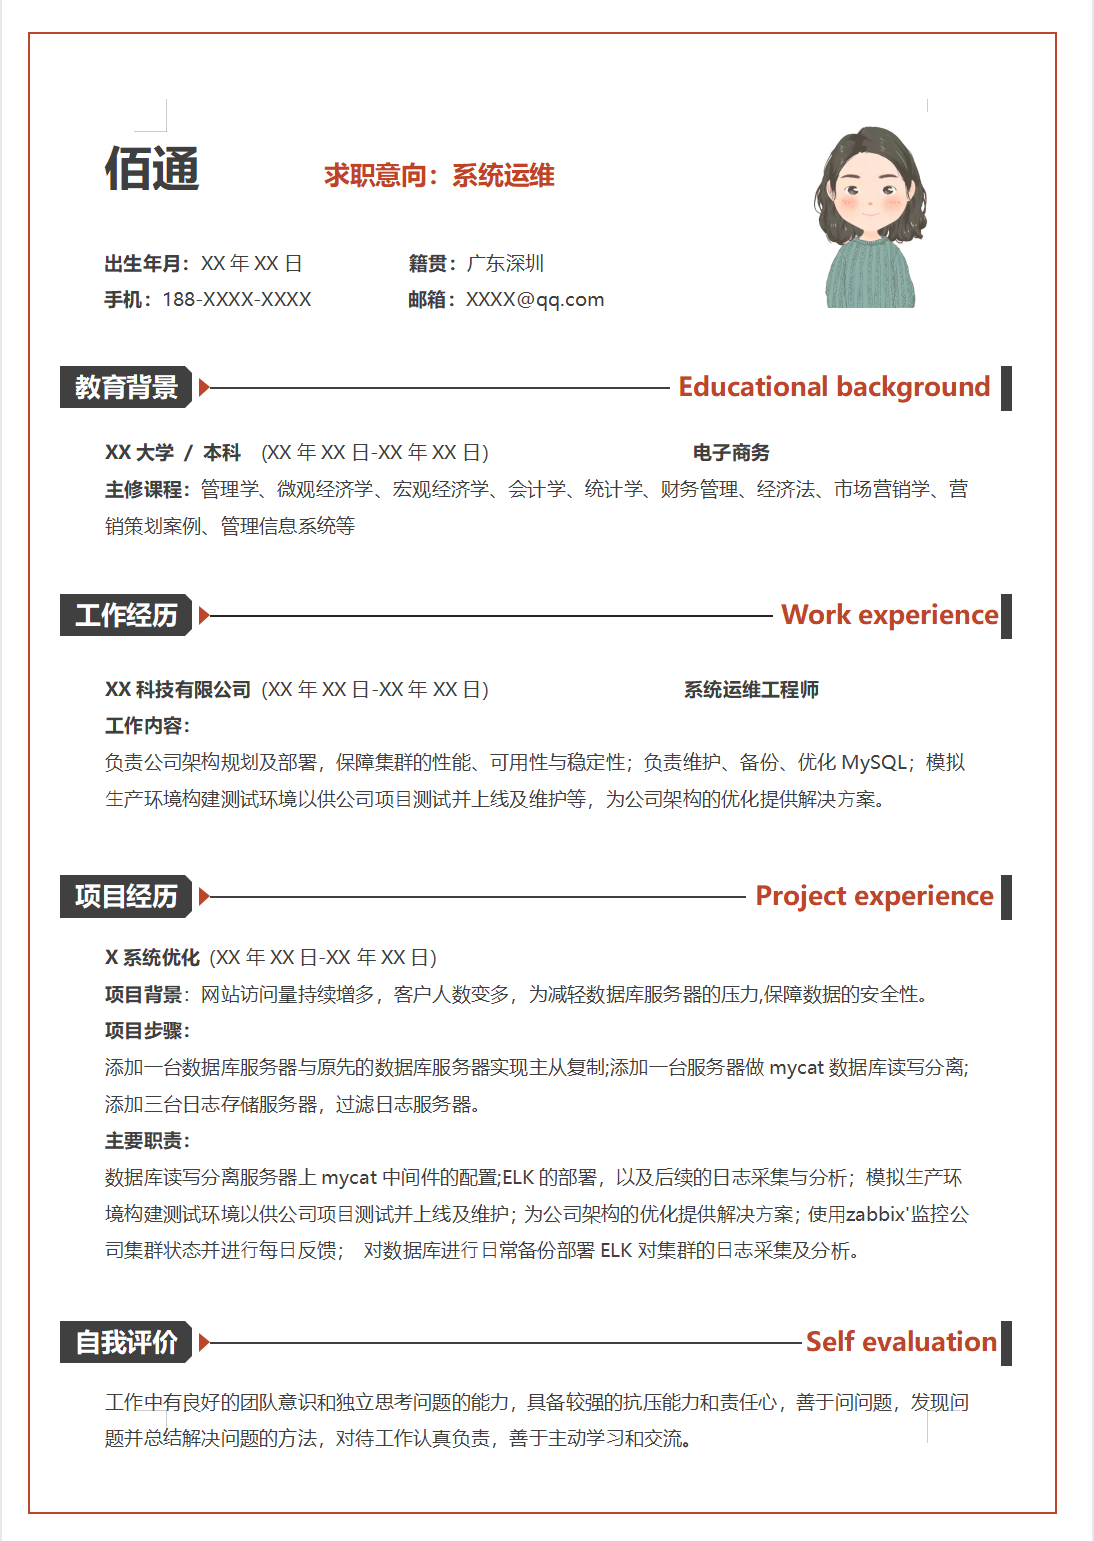 佰通 求职意向：系统运维
出生年月：XX 年 XX 日 籍贯：广东深圳
手机：188-XXXX-XXXX 邮箱：XXXX@qq.com
教育背景 Educational background
XX 大学 / 本科 (XX 年 XX 日-XX 年 XX 日) 电子商务
主修课程：管理学、微观经济学、宏观经济学、会计学、统计学、财务管理、经济法、市场营销学、营
销策划案例、管理信息系统等
工作经历 Work experience
XX 科技有限公司 (XX 年 XX 日-XX 年 XX 日) 系统运维工程师
工作内容：
负责公司架构规划及部署，保障集群的性能、可用性与稳定性；负责维护、备份、优化 MySQL；模拟
生产环境构建测试环境以供公司项目测试并上线及维护等，为公司架构的优化提供解决方案。
项目经历 Project experience
X 系统优化 (XX 年 XX 日-XX 年 XX 日)
项目背景：网站访问量持续增多，客户人数变多，为减轻数据库服务器的压力,保障数据的安全性。
项目步骤：
添加一台数据库服务器与原先的数据库服务器实现主从复制;添加一台服务器做 mycat 数据库读写分离;
添加三台日志存储服务器，过滤日志服务器。
主要职责：
数据库读写分离服务器上 mycat 中间件的配置;ELK 的部署，以及后续的日志采集与分析；模拟生产环
境构建测试环境以供公司项目测试并上线及维护; 为公司架构的优化提供解决方案; 使用zabbix'监控公
司集群状态并进行每日反馈； 对数据库进行日常备份部署 ELK 对集群的日志采集及分析。
自我评价 Self evaluation
工作中有良好的团队意识和独立思考问题的能力，具备较强的抗压能力和责任心，善于问问题，发现问
题并总结解决问题的方法，对待工作认真负责，善于主动学习和交流。